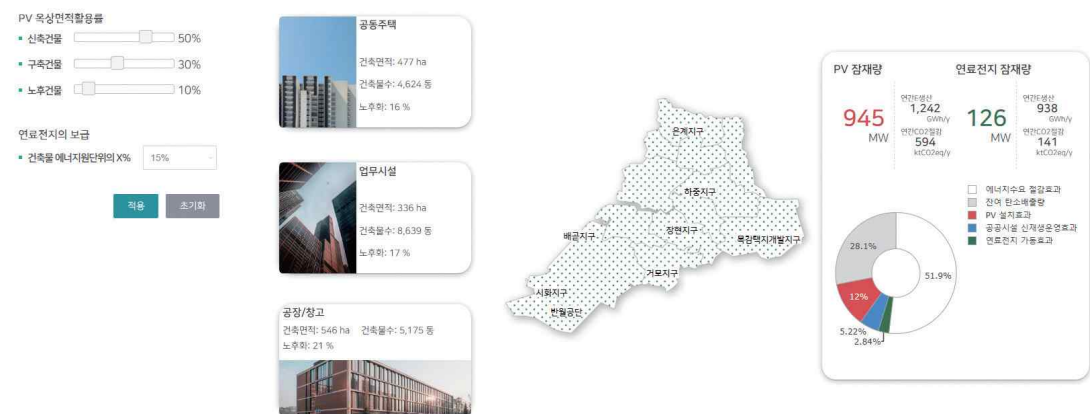 PV 옥상면적활용률
신축건물 50%
구축건물 30%
노후건물 10%
연료전지의 보급
건축물 에너지원단위의 X% 15%
적용 초기화
공동주택
건축면적: 477 ha
건축물수: 4,624 동
노후화: 16 %
업무시설
건축면적: 336 ha
건축물수: 8,639 동
노후화: 17 %
공장/창고
건축면적: 546 ha 건축물수: 5,175 동
노후화: 21 %
은계지구
하중지구
장현지구
배곧지구
목감택지개발지구
거모지구
시화지구
반월공단
PV 잠재량
945
MW
연간E생산
1,242
GWh/y
연간CO2절감
594
ktCO2eq/y
연료전지 잠재량
126
MW
연간E생산
938
GWh/y
연간CO2절감
141
ktCO2eq/y
에너지수요 절감효과
잔여 탄소배출량
PV 설치효과
공공시설 신재생운영효과
연료전지 가동효과
28.1%
51.9%
12%
5.22%
2.84%